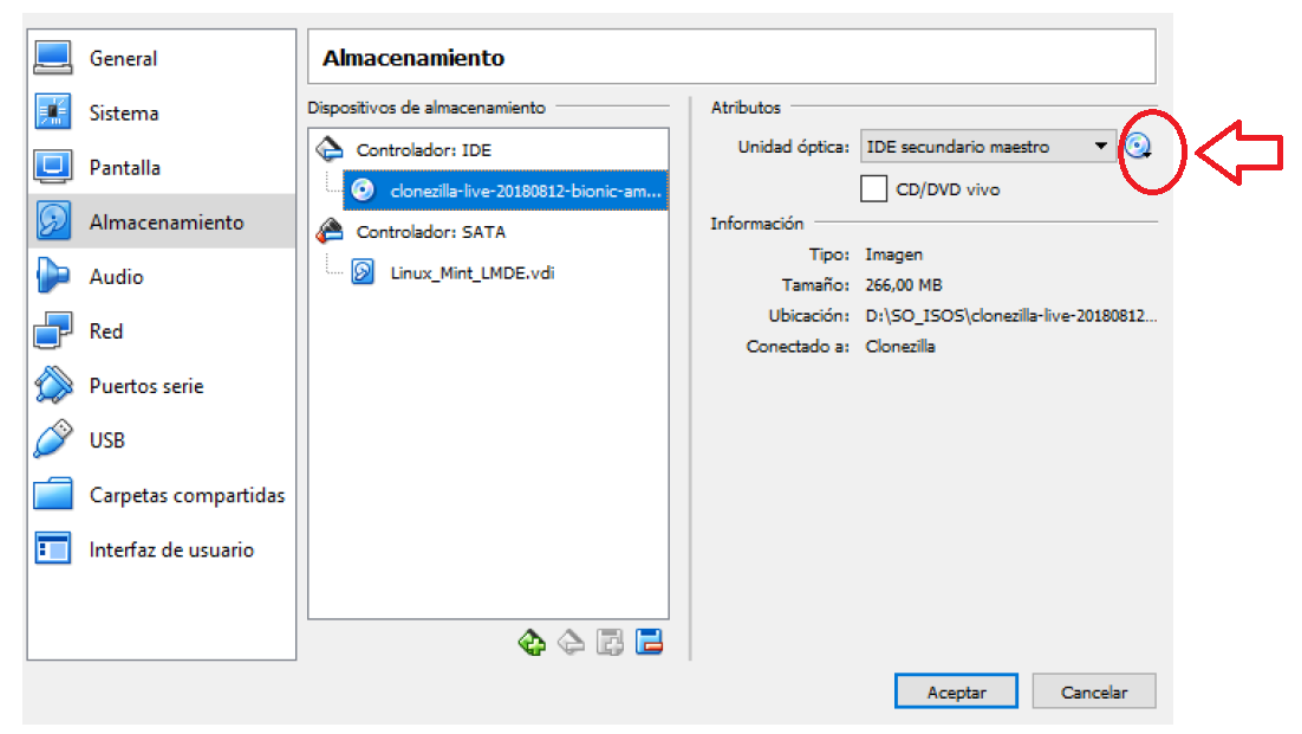 General
Sistema
Pantalla
Almacenamiento
Audio
Red
Puertos serie
USB
Carpetas compartidas
Interfaz de usuario
Almacenamiento
Dispositivos de almacenamiento
Controlador: IDE
clonezilla-live-20180812-bionic-am...
Controlador: SATA
Linux_Mint_LMDE.vdi
Atributos
Unidad óptica: IDE secundario maestro
CD/DVD vivo
Información
Tipo: Imagen
Tamaño: 266,00 MB
Ubicación: D:\SO_ISOS\clonezilla-live-20180812...
Conectado a: Clonezilla
Aceptar Cancelar